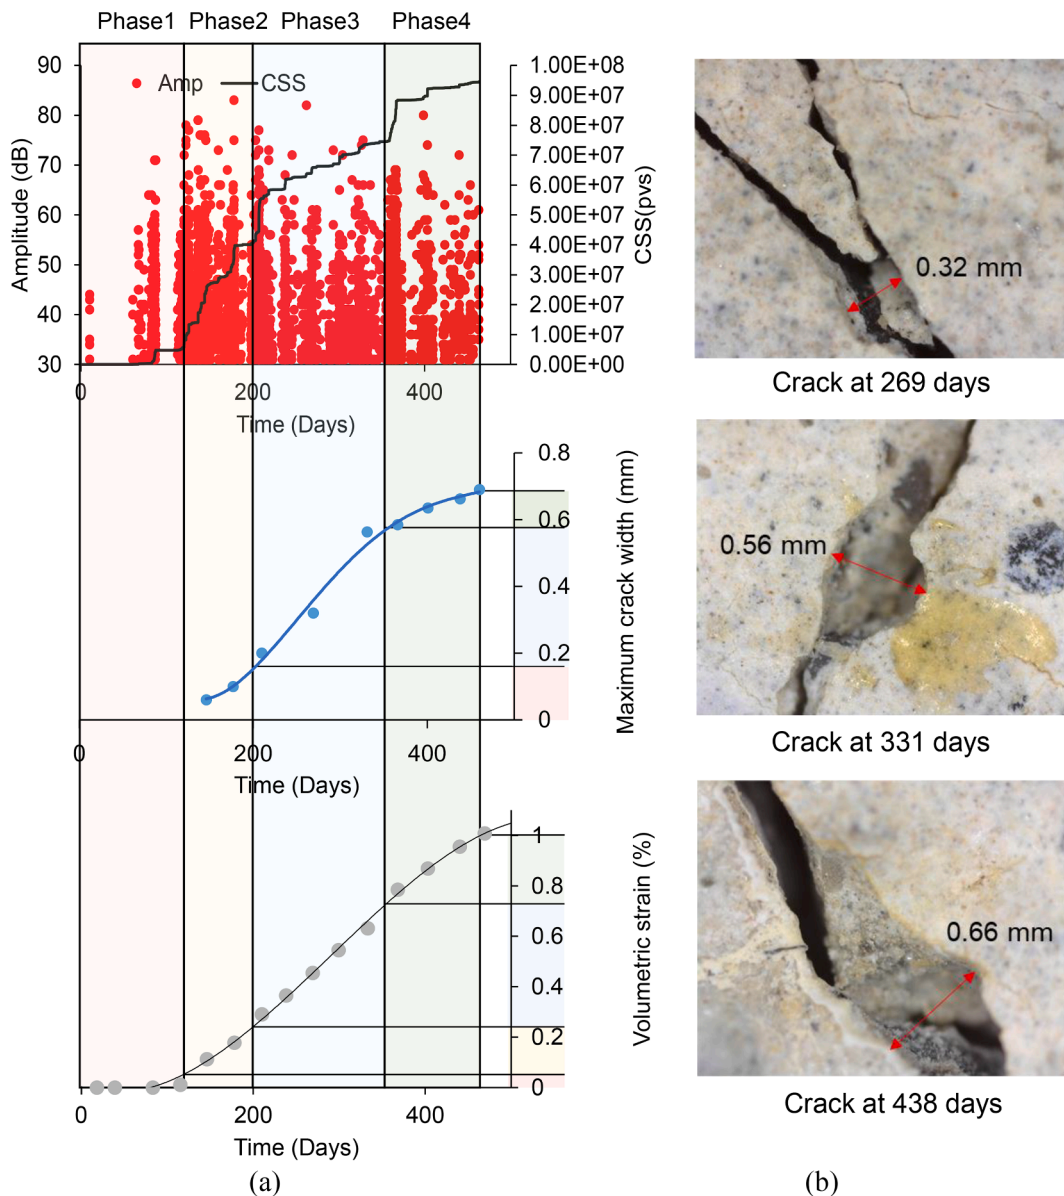 Phase1 Phase2 Phase3 Phase4
Amp CSS
90
80
70
60
50
40
30
Amplitude (dB)
1.00E+08
9.00E+07
8.00E+07
7.00E+07
6.00E+07
5.00E+07
4.00E+07
3.00E+07
2.00E+07
1.00E+07
0.00E+00
CSS(pvs)
0 200 400
Time (Days)
0.8
0.6
0.4
0.2
0
Maximum crack width (mm)
0 200 400
Time (Days)
1
0.8
0.6
0.4
0.2
0
Volumetric strain (%)
0 200 400
Time (Days)
(a)
0.32 mm
Crack at 269 days
0.56 mm
Crack at 331 days
0.66 mm
Crack at 438 days
(b)